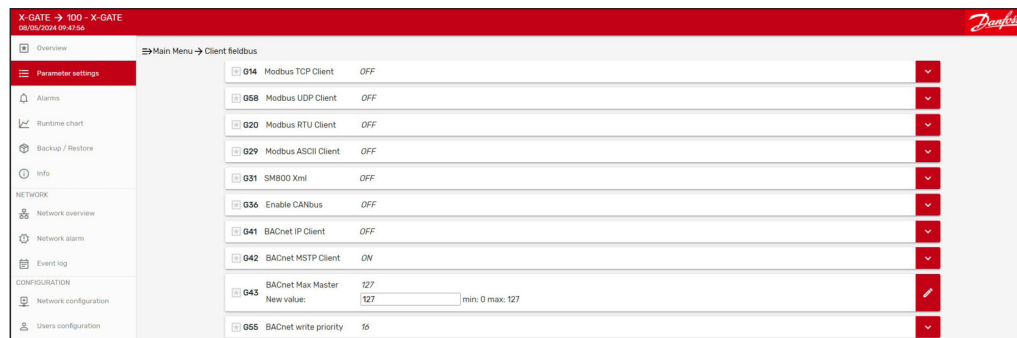 X-GATE → 100 - X-GATE
08/05/2024 09:47:56
Danfoss
Overview
Parameter settings
Alarms
Runtime chart
Backup / Restore
Info
NETWORK
Network overview
Network alarm
Event log
CONFIGURATION
Network configuration
Users configuration
Main Menu → Client fieldbus
G14 Modbus TCP Client OFF
G58 Modbus UDP Client OFF
G20 Modbus RTU Client OFF
G29 Modbus ASCII Client OFF
G31 SM800 Xml OFF
G36 Enable CANbus OFF
G41 BACnet IP Client OFF
G42 BACnet MSTP Client ON
G43 BACnet Max Master 127
New value: 127 min: 0 max: 127
G55 BACnet write priority 16